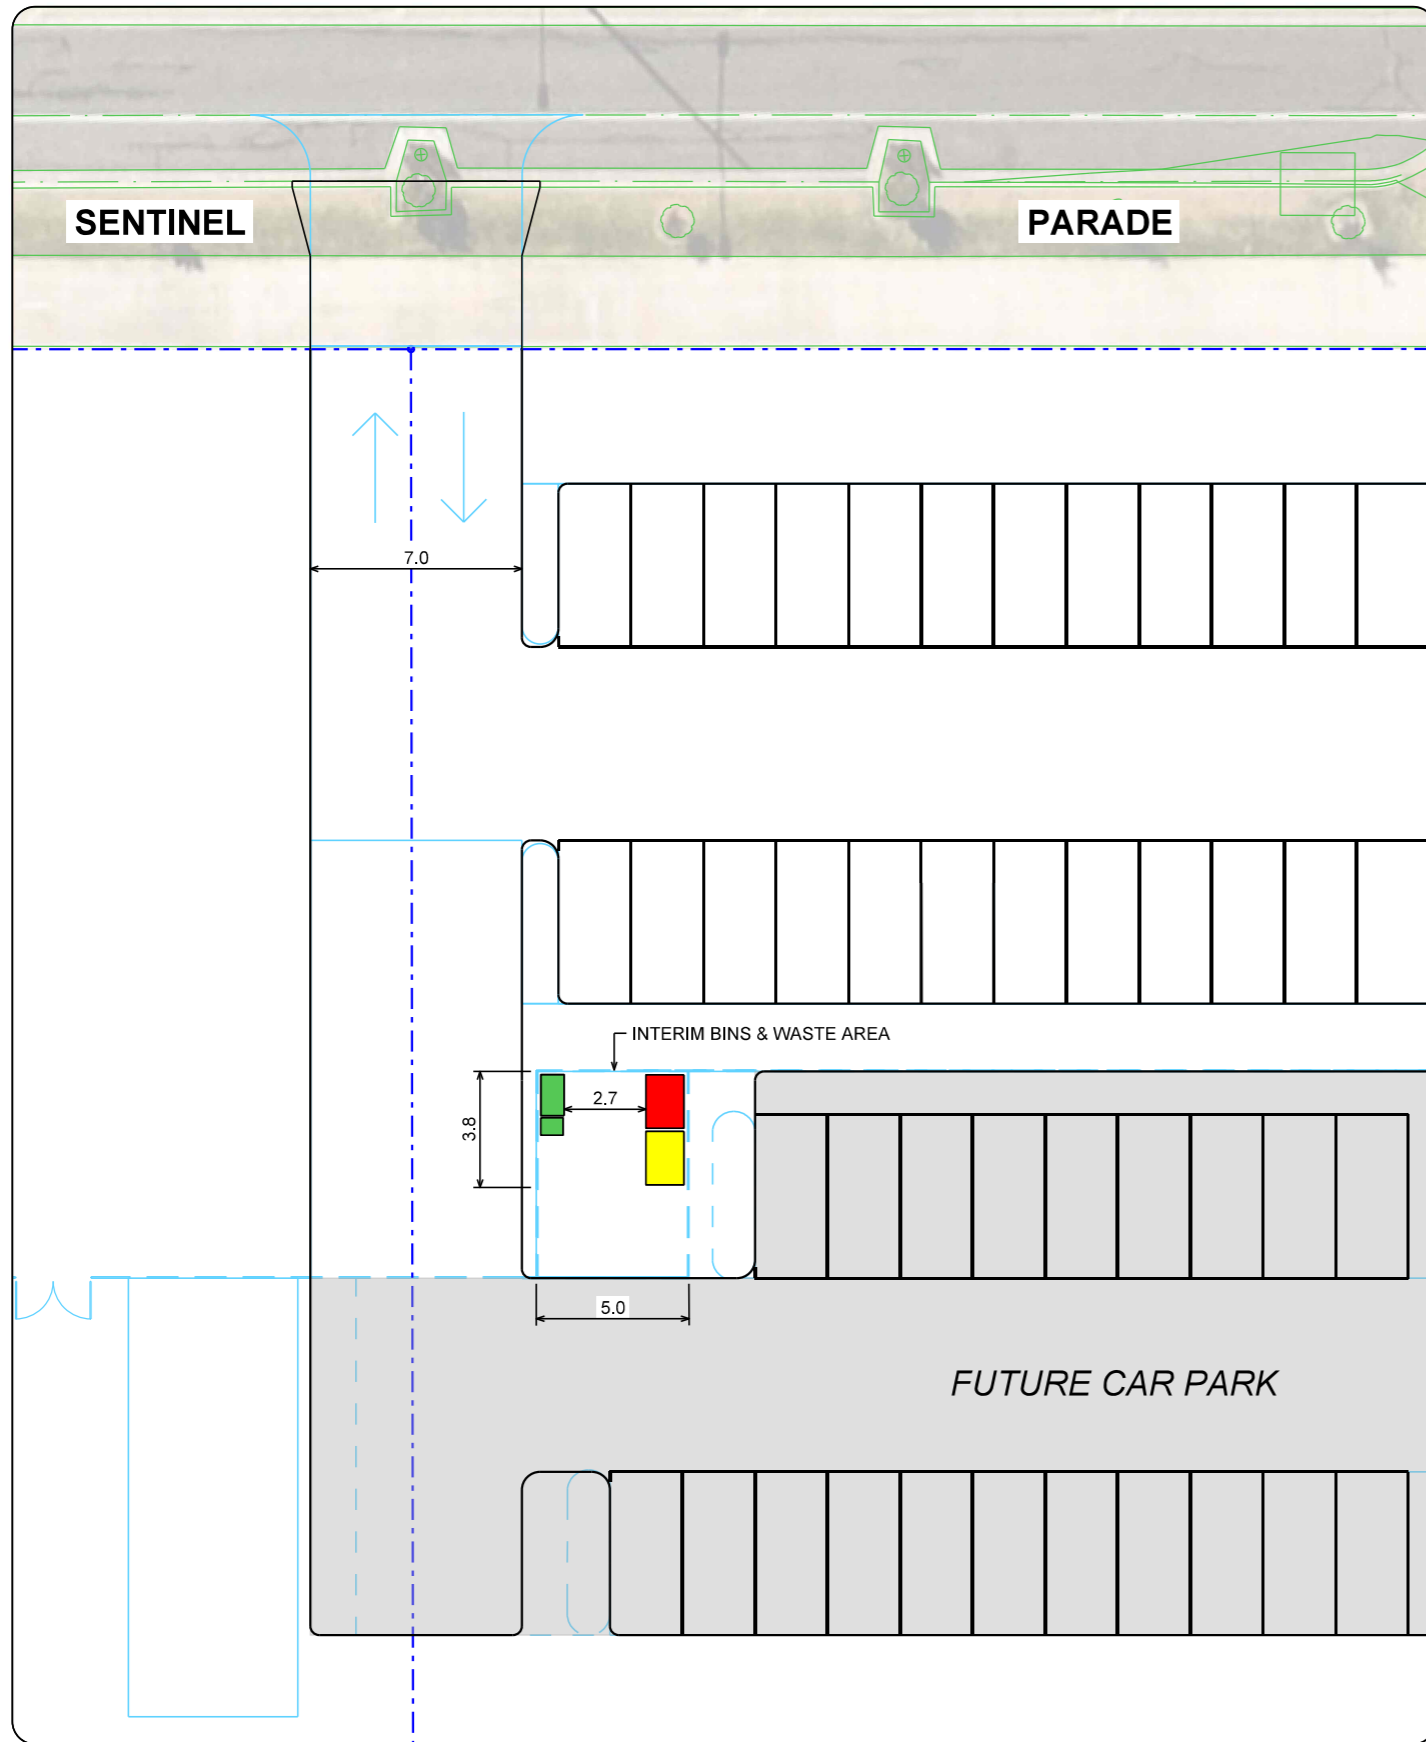 SENTINEL
PARADE
7.0
INTERIM BINS & WASTE AREA
2.7
3.8
5.0
FUTURE CAR PARK